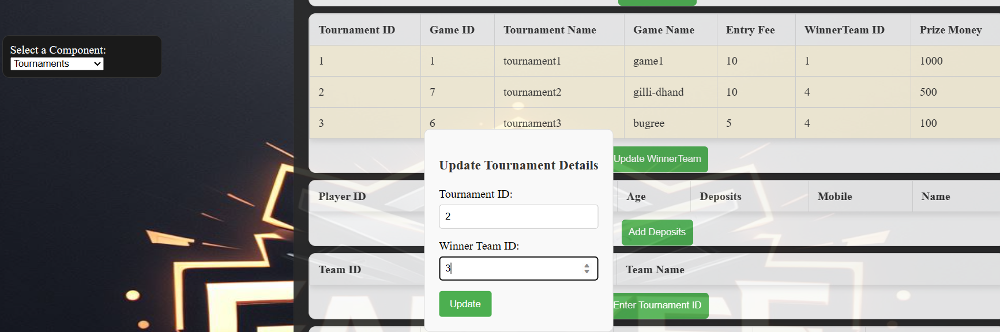 Select a Component:
Tournaments
Tournament ID Game ID Tournament Name Game Name Entry Fee WinnerTeam ID Prize Money
1 1 tournament1 game1 10 1 1000
2 7 tournament2 gilli-dhand 10 4 500
3 6 tournament3 bugree 5 4 100
Update WinnerTeam
Update Tournament Details
Tournament ID:
2
Winner Team ID:
3
Update
Player ID Age Deposits Mobile Name
Add Deposits
Team ID Team Name
Enter Tournament ID